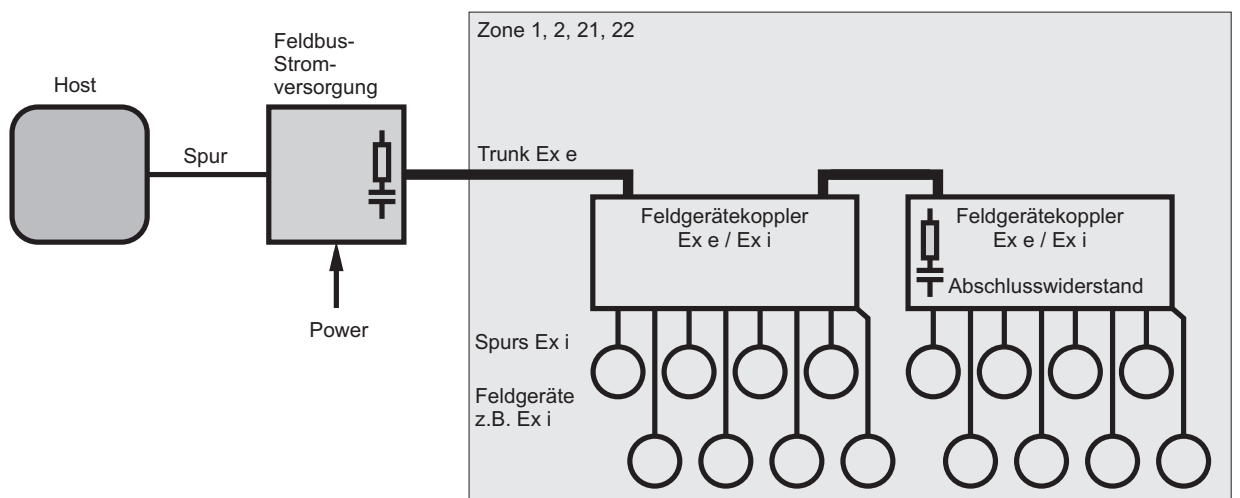 Zone 1, 2, 21, 22
Feldbus-
Strom-
versorgung
Host
Spur
Trunk Ex e
Feldgerätekoppler
Ex e / Ex i
Feldgerätekoppler
Ex e / Ex i
Abschlusswiderstand
Power
Spurs Ex i
Feldgeräte
z.B. Ex i